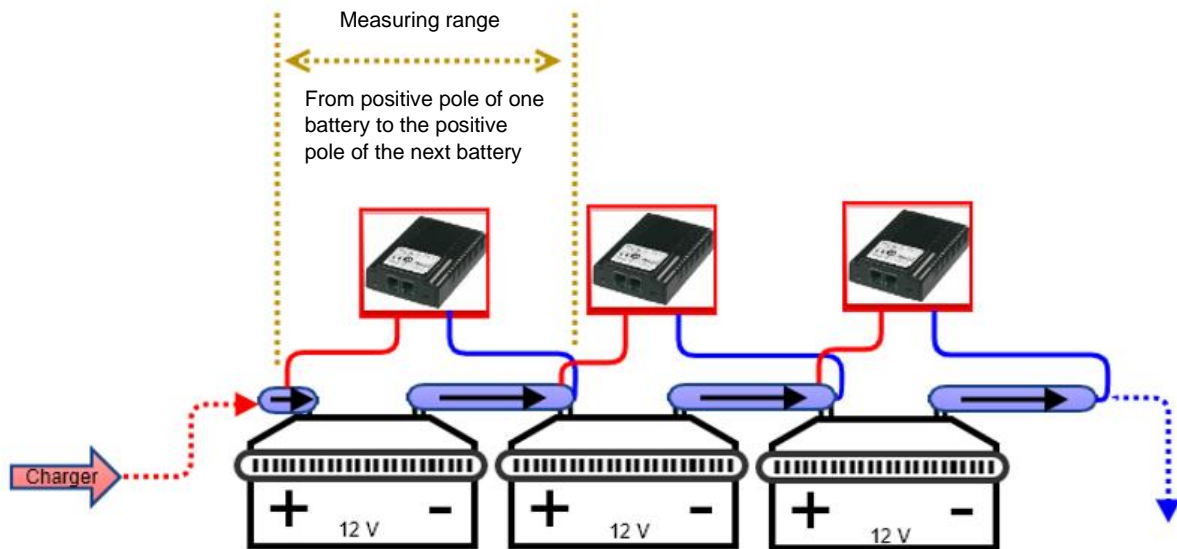 Measuring range
From positive pole of one
battery to the positive
pole of the next battery
Charger
+ -
12 V
+ -
12 V
+ -
12 V